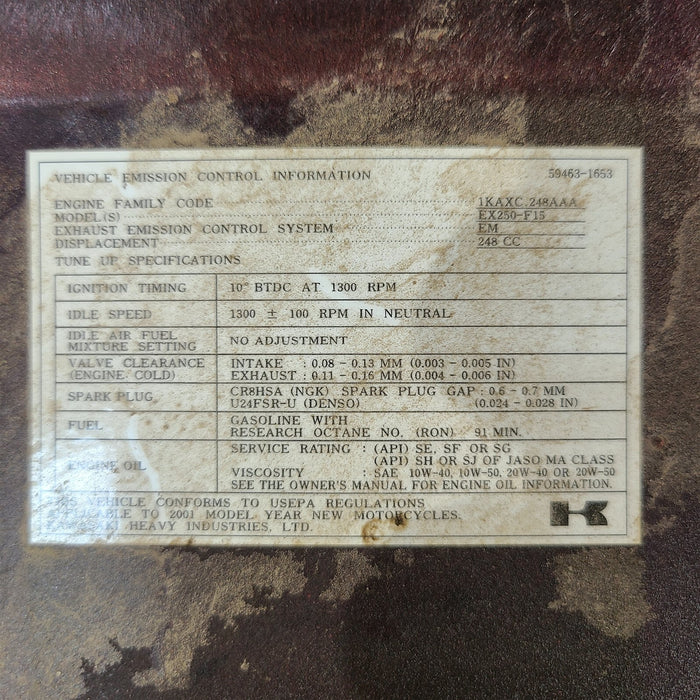 VEHICLE EMISSION CONTROL INFORMATION 59463-1653
ENGINE FAMILY CODE 1KAXC.248AAA
MODEL(S) EX250-F15
EXHAUST EMISSION CONTROL SYSTEM EM
DISPLACEMENT 248 CC
TUNE UP SPECIFICATIONS
IGNITION TIMING 10° BTDC AT 1300 RPM
IDLE SPEED 1300 ± 100 RPM IN NEUTRAL
IDLE AIR FUEL
MIXTURE SETTING NO ADJUSTMENT
VALVE CLEARANCE INTAKE : 0.08 - 0.13 MM (0.003 - 0.005 IN)
(ENGINE COLD) EXHAUST : 0.11 - 0.16 MM (0.004 - 0.006 IN)
SPARK PLUG CR8HSA (NGK) SPARK PLUG GAP : 0.6 - 0.7 MM
U24FSR-U (DENSO) (0.024 - 0.028 IN)
FUEL GASOLINE WITH
RESEARCH OCTANE NO. (RON) 91 MIN.
ENGINE OIL SERVICE RATING : (API) SE, SF OR SG
(API) SH OR SJ OF JASO MA CLASS
VISCOSITY : SAE 10W-40, 10W-50, 20W-40 OR 20W-50
SEE THE OWNER'S MANUAL FOR ENGINE OIL INFORMATION.
VEHICLE CONFORMS TO USEPA REGULATIONS
TO 2001 MODEL YEAR NEW MOTORCYCLES.
HEAVY INDUSTRIES, LTD.